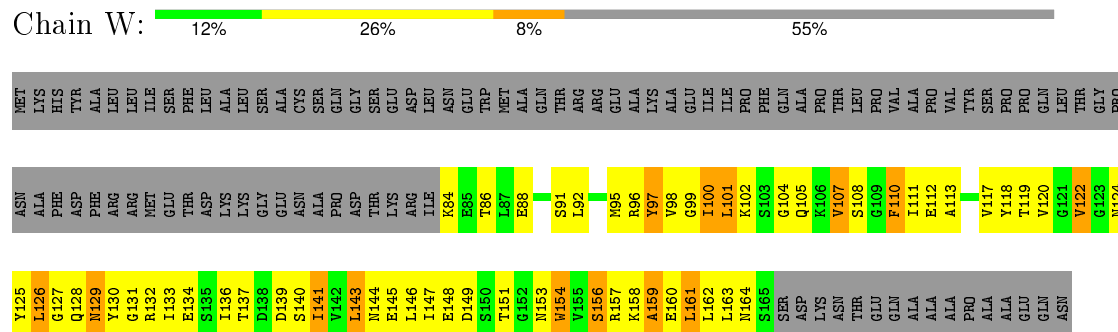 Chain W:
12% 26% 8% 55%
MET LYS HIS TYR ALA LEU LEU ILE SER PHE LEU ALA LEU SER ALA CYS SER GLN GLY SER GLU ASP LEU ASN GLU TRP MET ALA GLN THR ARG ARG GLU ALA LYS ALA GLU ILE ILE PRO PHE GLN ALA PRO THR LEU PRO VAL ALA PRO VAL TYR SER PRO PRO GLN LEU THR GLY PRO
ASN ALA PHE ASP PHE ARG ARG MET GLU THR ASP LYS LYS GLY GLU ASN ALA PRO ASP THR LYS ARG ILE K84 E85 T86 L87 E88 S91 L92 M95 R96 Y97 V98 G99 I100 L101 K102 S103 G104 Q105 K106 V107 S108 G109 F110 I111 E112 A113 V117 Y118 T119 V120 G121 V122 G123 N124
Y125 L126 G127 Q128 N129 Y130 G131 R132 I133 E134 S135 I136 T137 D138 D139 S140 I141 V142 L143 N144 E145 L146 I147 E148 D149 S150 T151 G152 N153 W154 V155 S156 R157 K158 A159 E160 L161 L162 L163 N164 S165 SER ASP LYS ASN THR GLU GLN ALA ALA ALA ALA PRO ALA ALA GLU GLN ASN